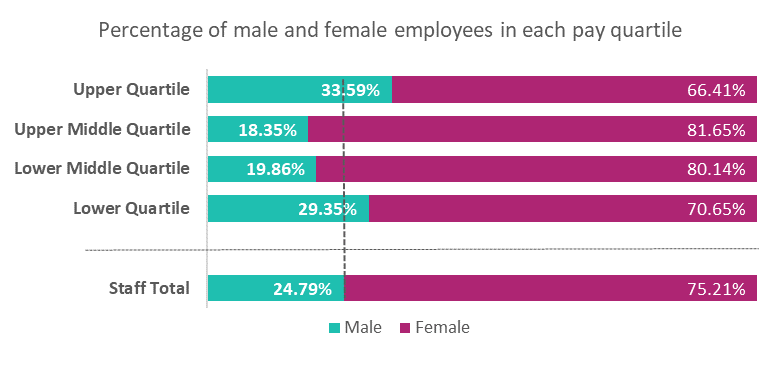 Percentage of male and female employees in each pay quartile
Upper Quartile 33.59% 66.41%
Upper Middle Quartile 18.35% 81.65%
Lower Middle Quartile 19.86% 80.14%
Lower Quartile 29.35% 70.65%
Staff Total 24.79% 75.21%
Male Female